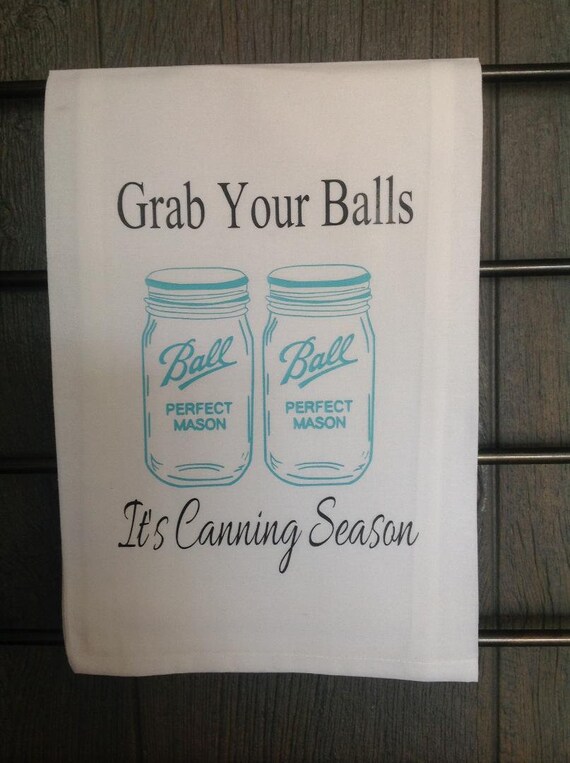 Grab Your Balls
Ball
PERFECT
MASON
Ball
PERFECT
MASON
It's Canning Season